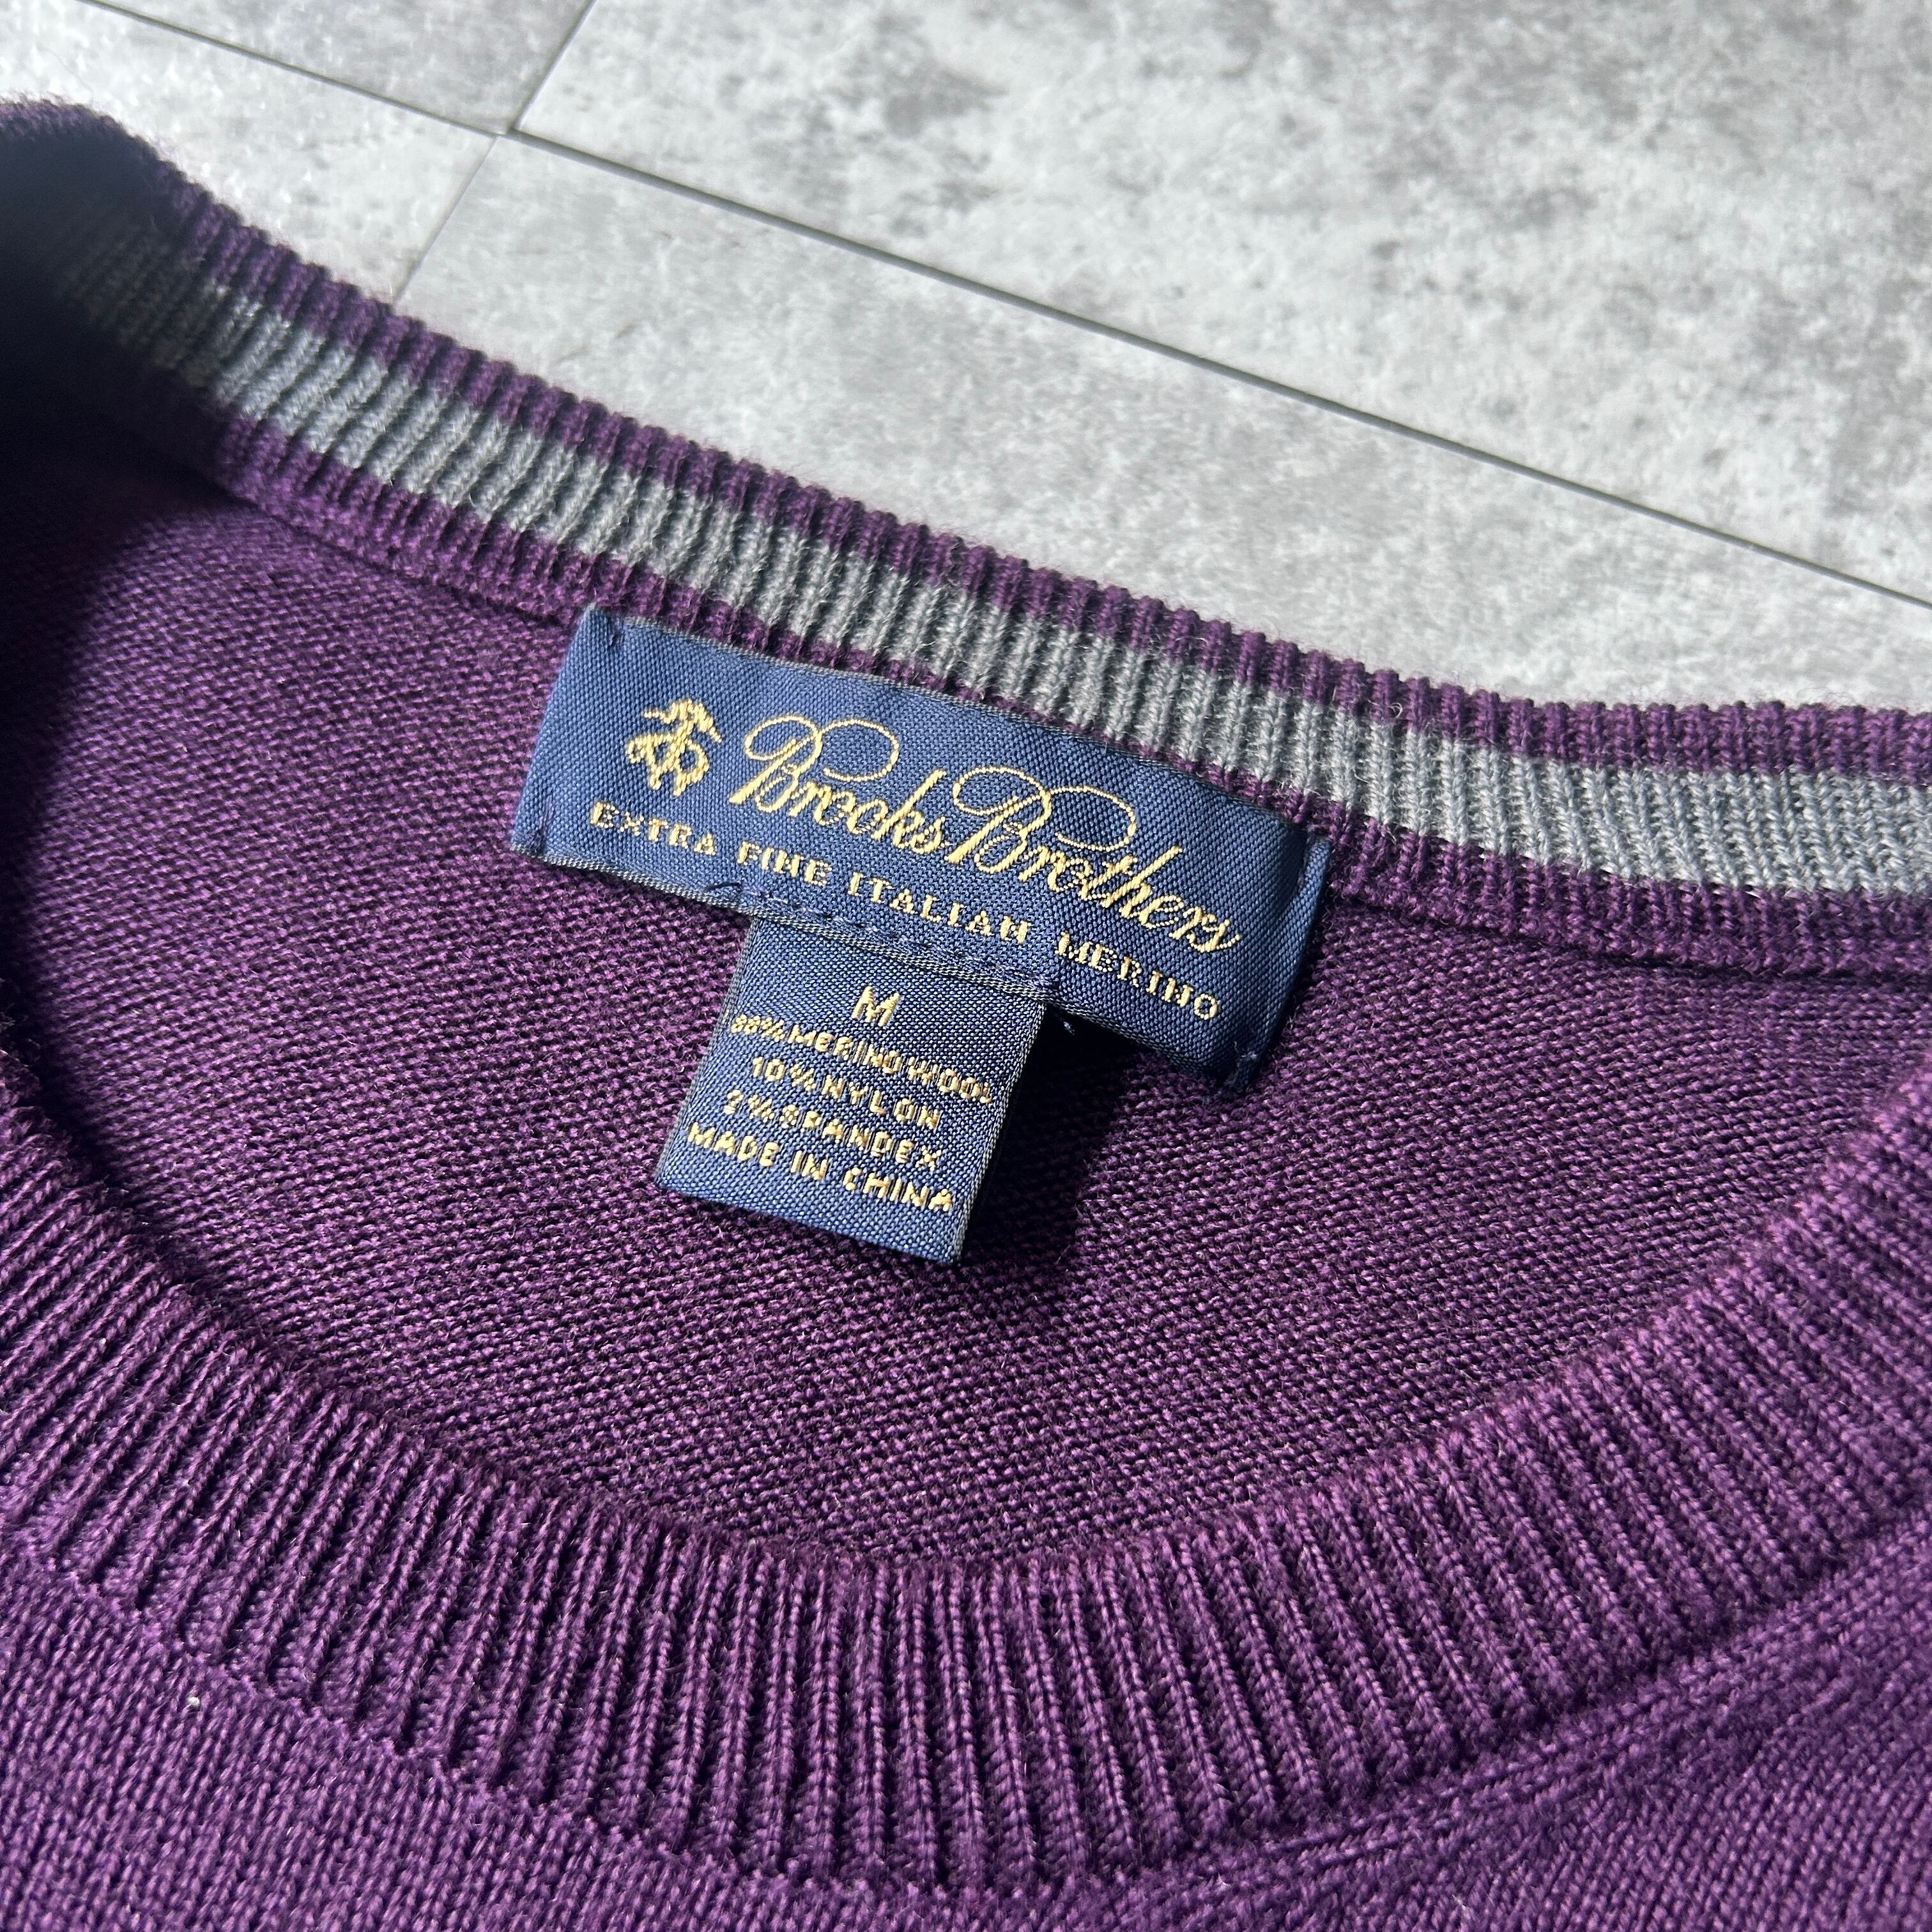 Brooks Brothers
EXTRA FINE ITALIAN MERINO
M
88% MERINO WOOL
10% NYLON
2% SPANDEX
MADE IN CHINA